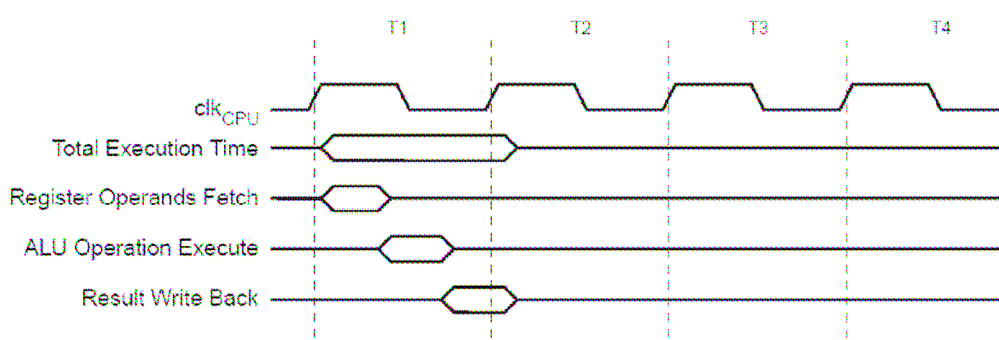 T1 T2 T3 T4
clkCPU
Total Execution Time
Register Operands Fetch
ALU Operation Execute
Result Write Back